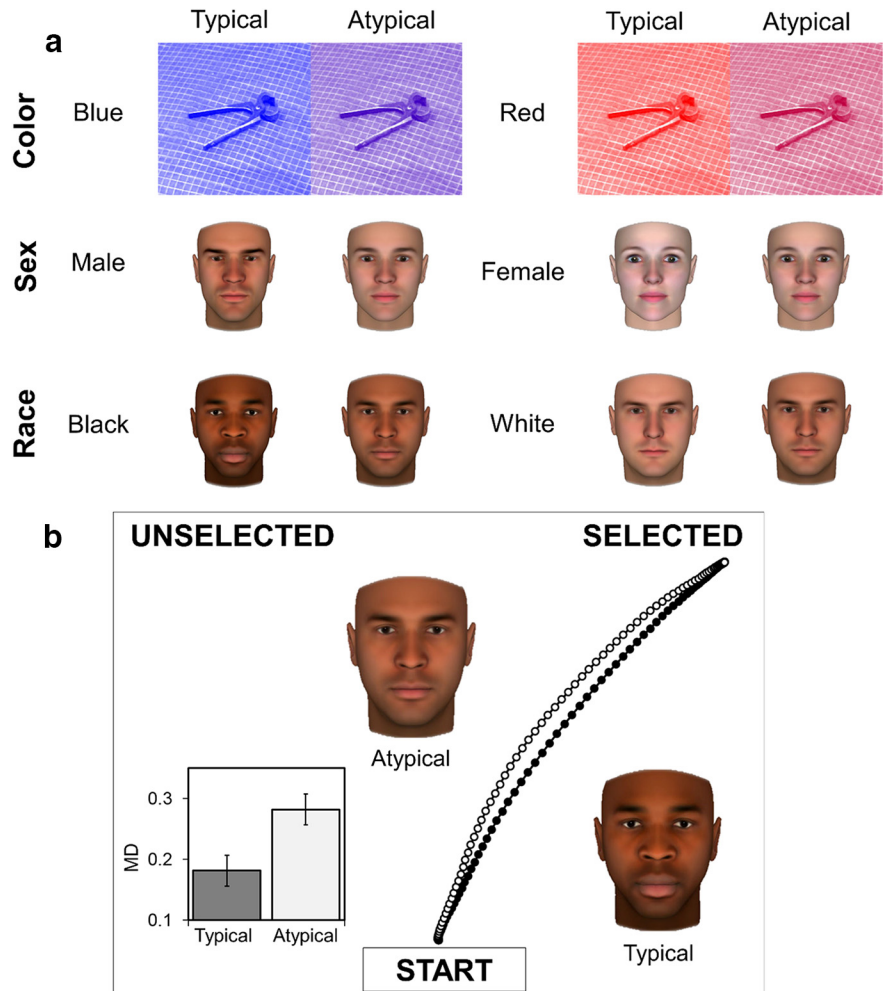 Typical Atypical Typical Atypical
a
Color
Blue Red
Sex
Male Female
Race
Black White
b
UNSELECTED SELECTED
Atypical
MD
0.3
0.2
0.1
Typical Atypical
Typical
START